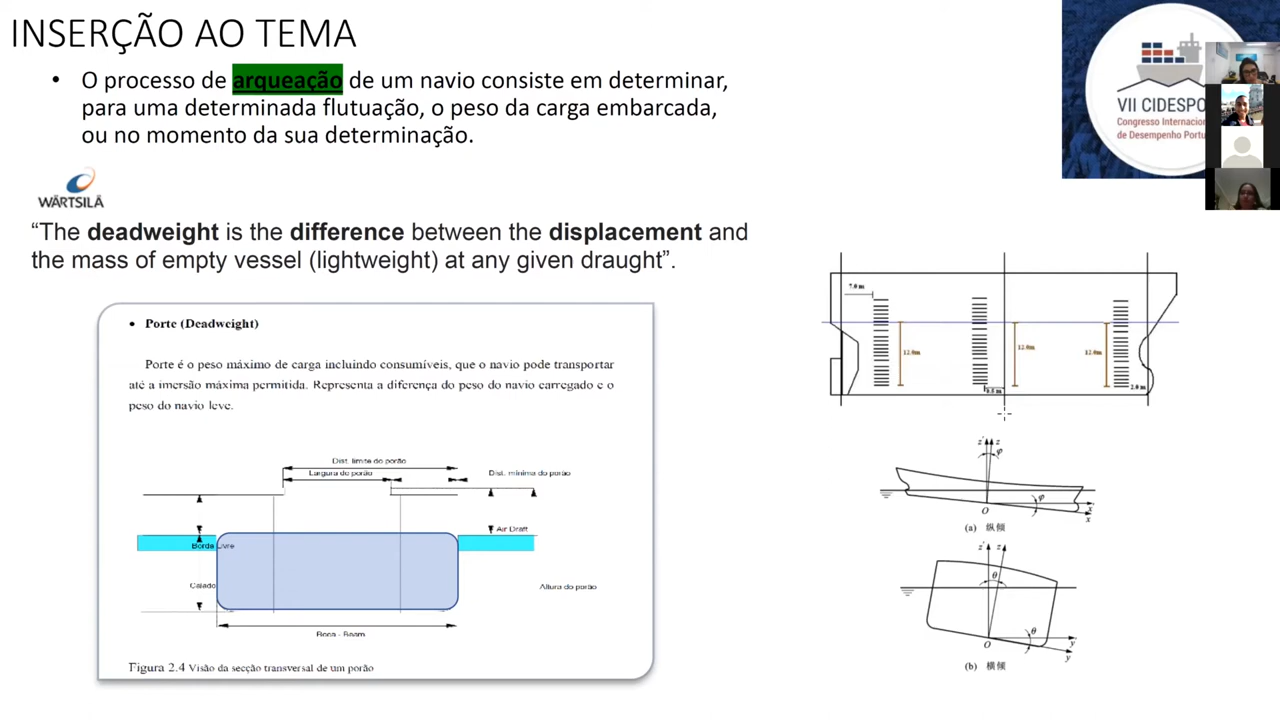 INSERÇÃO AO TEMA
• O processo de arqueação de um navio consiste em determinar,
para uma determinada flutuação, o peso da carga embarcada,
ou no momento da sua determinação.
VII CIDESPO
Congresso Internacion
de Desempenho Portu
WÄRTSILÄ
“The deadweight is the difference between the displacement and
the mass of empty vessel (lightweight) at any given draught”.
• Porte (Deadweight)
Porte é o peso máximo de carga incluindo consumíveis, que o navio pode transportar
até a imersão máxima permitida. Representa a diferença do peso do navio carregado e o
peso do navio leve.
Dist. limite do porão
Largura do porão
Dist. mínima do porão
Air Draft
Borda Livre
Calado
Altura do porão
Boca - Beam
Figura 2.4 Visão da secção transversal de um porão
7.0 m
12.0m
12.0m
12.0m
2.0 m
z' z
φ
φ
O
x'
x
(a) 纵倾
z' z
θ
θ
O
y'
y
(b) 横倾